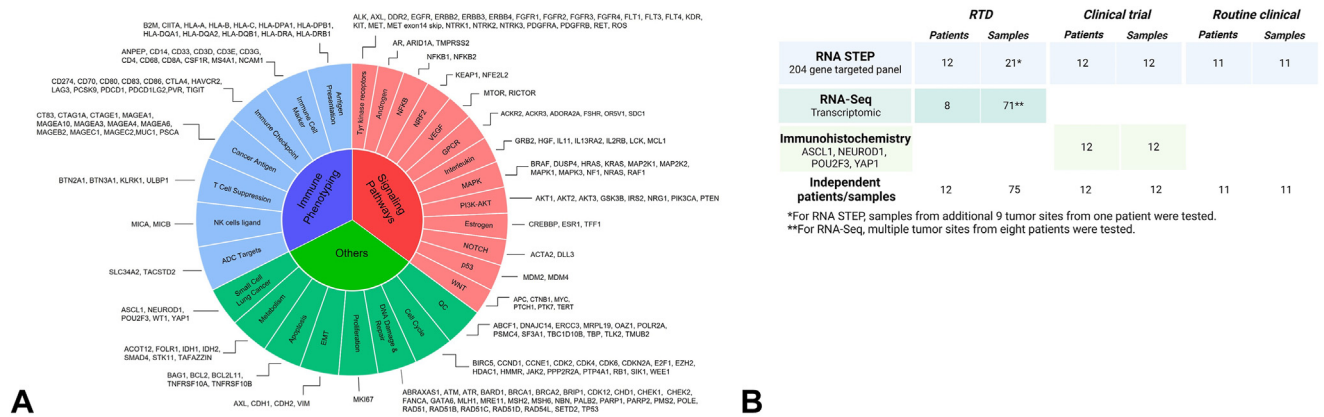 B2M, CIITA, HLA-A, HLA-B, HLA-C, HLA-DPA1, HLA-DPB1,
HLA-DQA1, HLA-DQA2, HLA-DQB1, HLA-DRA, HLA-DRB1
ANPEP, CD14, CD33, CD3D, CD3E, CD3G,
CD4, CD68, CD8A, CSF1R, MS4A1, NCAM1
CD274, CD70, CD80, CD83, CD86, CTLA4, HAVCR2,
LAG3, PCSK9, PDCD1, PDCD1LG2,PVR, TIGIT
CT83, CTAG1A, CTAGE1, MAGEA1,
MAGEA10, MAGEA3, MAGEA4, MAGEA6,
MAGEB2, MAGEC1, MAGEC2,MUC1, PSCA
BTN2A1, BTN3A1, KLRK1, ULBP1
MICA, MICB
SLC34A2, TACSTD2
ASCL1, NEUROD1,
POU2F3, WT1, YAP1
ACOT12, FOLR1, IDH1, IDH2,
SMAD4, STK11, TAFAZZIN
BAG1, BCL2, BCL2L11,
TNFRSF10A, TNFRSF10B
AXL, CDH1, CDH2, VIM
MKI67
ABRAXAS1, ATM, ATR, BARD1, BRCA1, BRCA2, BRIP1, CDK12, CHD1, CHEK1, CHEK2,
FANCA, GATA6, MLH1, MRE11, MSH2, MSH6, NBN, PALB2, PARP1, PARP2, PMS2, POLE,
RAD51, RAD51B, RAD51C, RAD51D, RAD54L, SETD2, TP53
BIRC5, CCND1, CCNE1, CDK2, CDK4, CDK6, CDKN2A, E2F1, EZH2,
HDAC1, HMMR, JAK2, PPP2R2A, PTP4A1, RB1, SIK1, WEE1
ABCF1, DNAJC14, ERCC3, MRPL19, OAZ1, POLR2A,
PSMC4, SF3A1, TBC1D10B, TBP, TLK2, TMUB2
APC, CTNB1, MYC,
PTCH1, PTK7, TERT
MDM2, MDM4
ACTA2, DLL3
CREBBP, ESR1, TFF1
AKT1, AKT2, AKT3, GSK3B, IRS2, NRG1, PIK3CA, PTEN
BRAF, DUSP4, HRAS, KRAS, MAP2K1, MAP2K2,
MAPK1, MAPK3, NF1, NRAS, RAF1
GRB2, HGF, IL11, IL13RA2, IL2RB, LCK, MCL1
ACKR2, ACKR3, ADORA2A, FSHR, OR5V1, SDC1
MTOR, RICTOR
KEAP1, NFE2L2
NFKB1, NFKB2
AR, ARID1A, TMPRSS2
ALK, AXL, DDR2, EGFR, ERBB2, ERBB3, ERBB4, FGFR1, FGFR2, FGFR3, FGFR4, FLT1, FLT3, FLT4, KDR,
KIT, MET, MET exon14 skip, NTRK1, NTRK2, NTRK3, PDGFRA, PDGFRB, RET, ROS
Antigen
Presentation
Immune Cell
Marker
Immune Checkpoint
Cancer Antigen
T Cell Suppression
NK cells ligand
ADC Targets
Small Cell
Lung Cancer
Metabolism
Apoptosis
EMT
Proliferation
DNA Damage &
Repair
Cell Cycle
QC
WNT
p53
NOTCH
Estrogen
PI3K-AKT
MAPK
Interleukin
GPCR
VEGF
NRF2
NFKB
Androgen
Tyr kinase receptors
Immune
Phenotyping
Signaling
Pathways
Others
A
RTD Clinical trial Routine clinical
Patients Samples Patients Samples Patients Samples
RNA STEP
204 gene targeted panel
12 21* 12 12 11 11
RNA-Seq
Transcriptomic
8 71**
Immunohistochemistry
ASCL1, NEUROD1,
POU2F3, YAP1
12 12
Independent
patients/samples
12 75 12 12 11 11
*For RNA STEP, samples from additional 9 tumor sites from one patient were tested.
**For RNA-Seq, multiple tumor sites from eight patients were tested.
B